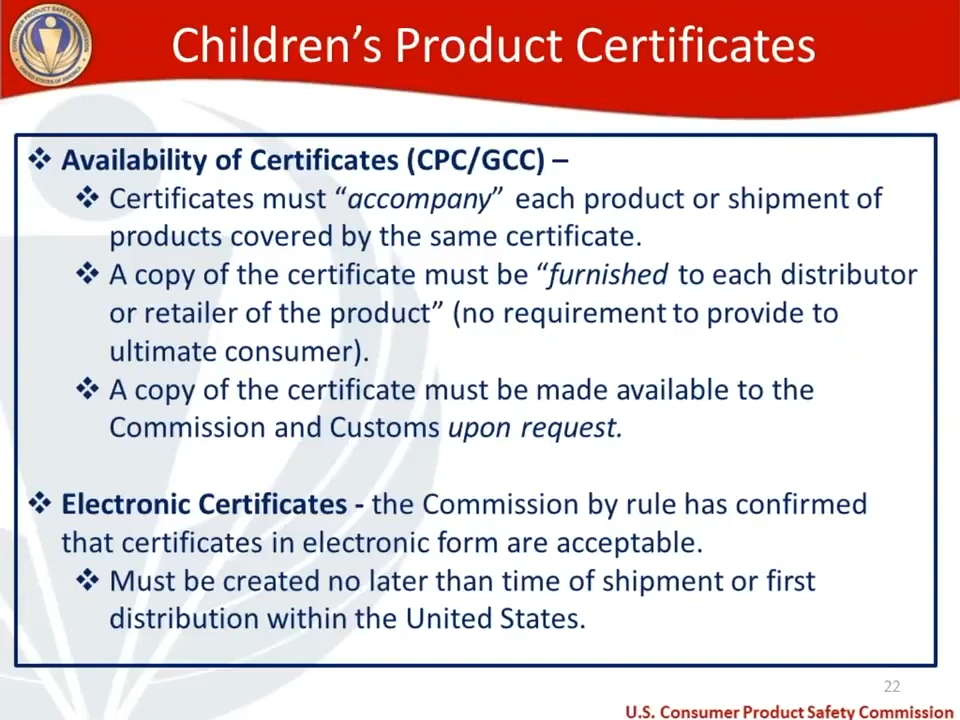 Children’s Product Certificates
❖ Availability of Certificates (CPC/GCC) –
❖ Certificates must “accompany” each product or shipment of
products covered by the same certificate.
❖ A copy of the certificate must be “furnished to each distributor
or retailer of the product” (no requirement to provide to
ultimate consumer).
❖ A copy of the certificate must be made available to the
Commission and Customs upon request.
❖ Electronic Certificates - the Commission by rule has confirmed
that certificates in electronic form are acceptable.
❖ Must be created no later than time of shipment or first
distribution within the United States.
22
U.S. Consumer Product Safety Commission